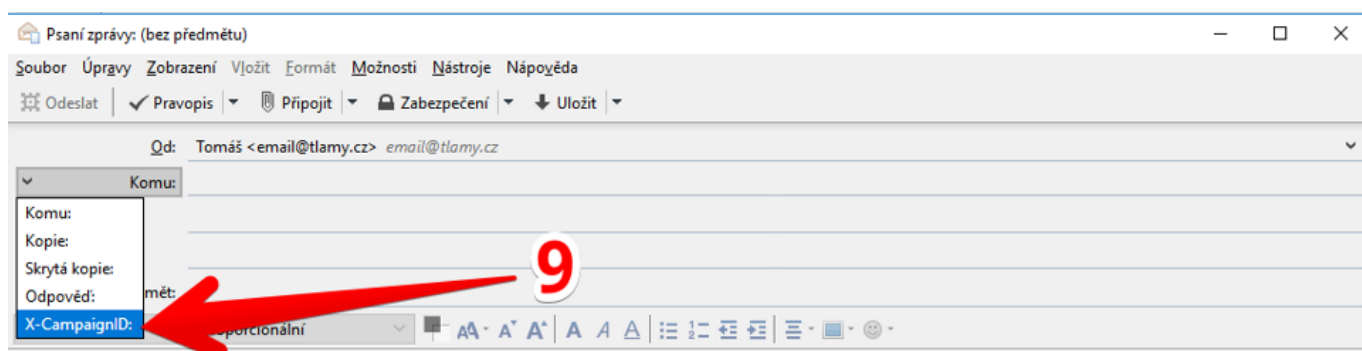 Psaní zprávy: (bez předmětu)
Soubor Úpravy Zobrazení Vložit Formát Možnosti Nástroje Nápověda
Odeslat Pravopis Připojit Zabezpečení Uložit
Od: Tomáš <email@tlamy.cz> email@tlamy.cz
Komu:
Komu:
Kopie:
Skrytá kopie:
Odpověď: mět:
X-CampaignID:
9